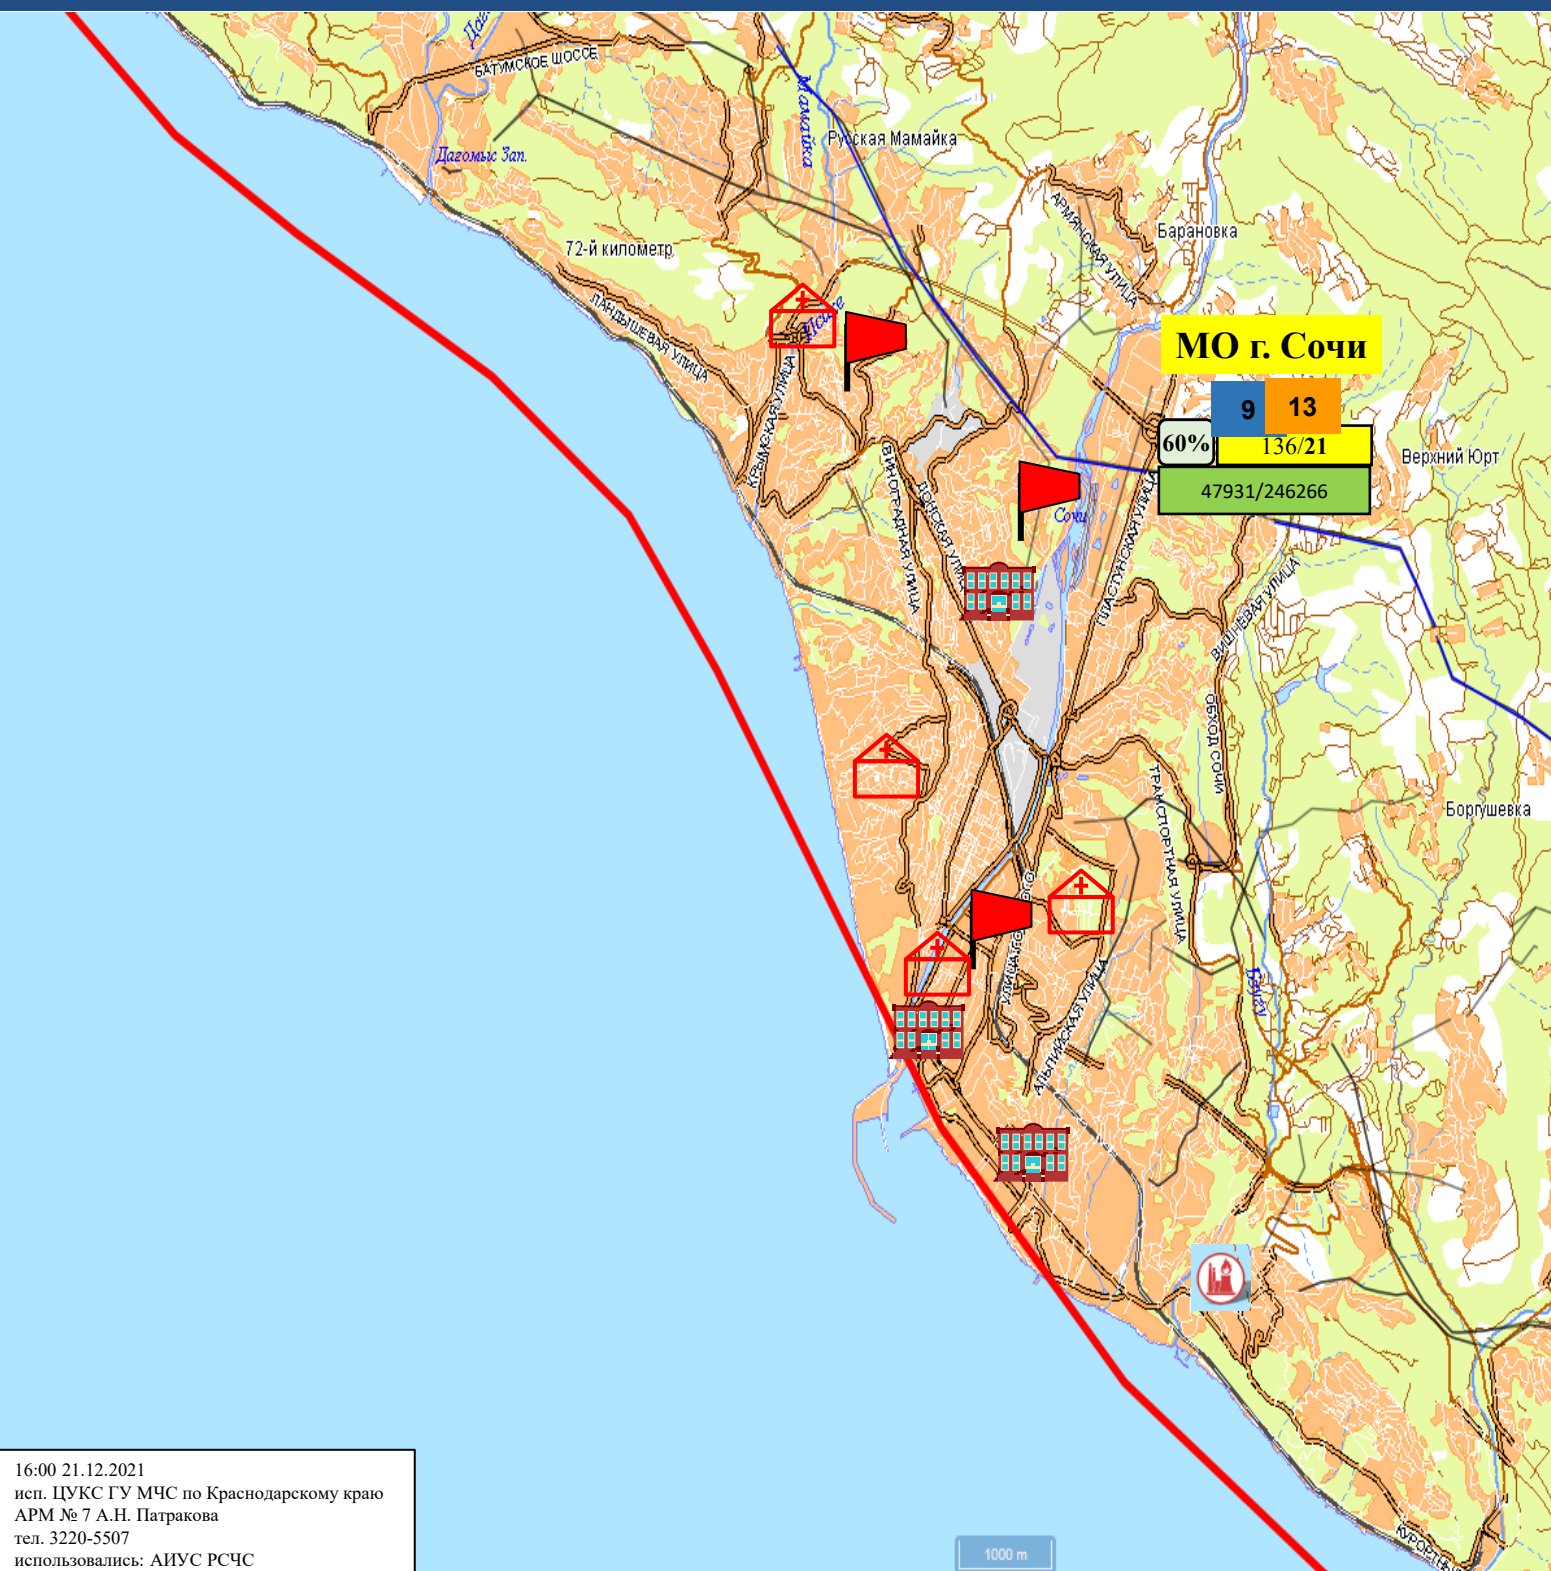 БАТУМСКОЕ ШОССЕ
Мамайка
Русская Мамайка
Дагомыс Зап.
АРМЯНСКАЯ УЛИЦА
Барановка
72-й километр
ЛАНДЫШЕВАЯ УЛИЦА
МО г. Сочи
9 13
60% 136/21
47931/246266
Верхний Юрт
КРЫМСКАЯ УЛИЦА
ВИНОГРАДНАЯ УЛИЦА
ДОНСКАЯ
Сочи
ПЛАСТУНСКАЯ УЛИЦА
ВИШНЕВАЯ УЛИЦА
ОБХОД СОЧИ
ТРАНСПОРТНАЯ УЛИЦА
Боргушевка
УЛИЦА
АЛЬПИЙСКАЯ УЛИЦА
Бзугу
16:00 21.12.2021
исп. ЦУКС ГУ МЧС по Краснодарскому краю
АРМ № 7 А.Н. Патракова
тел. 3220-5507
использовались: АИУС РСЧС
1000 m